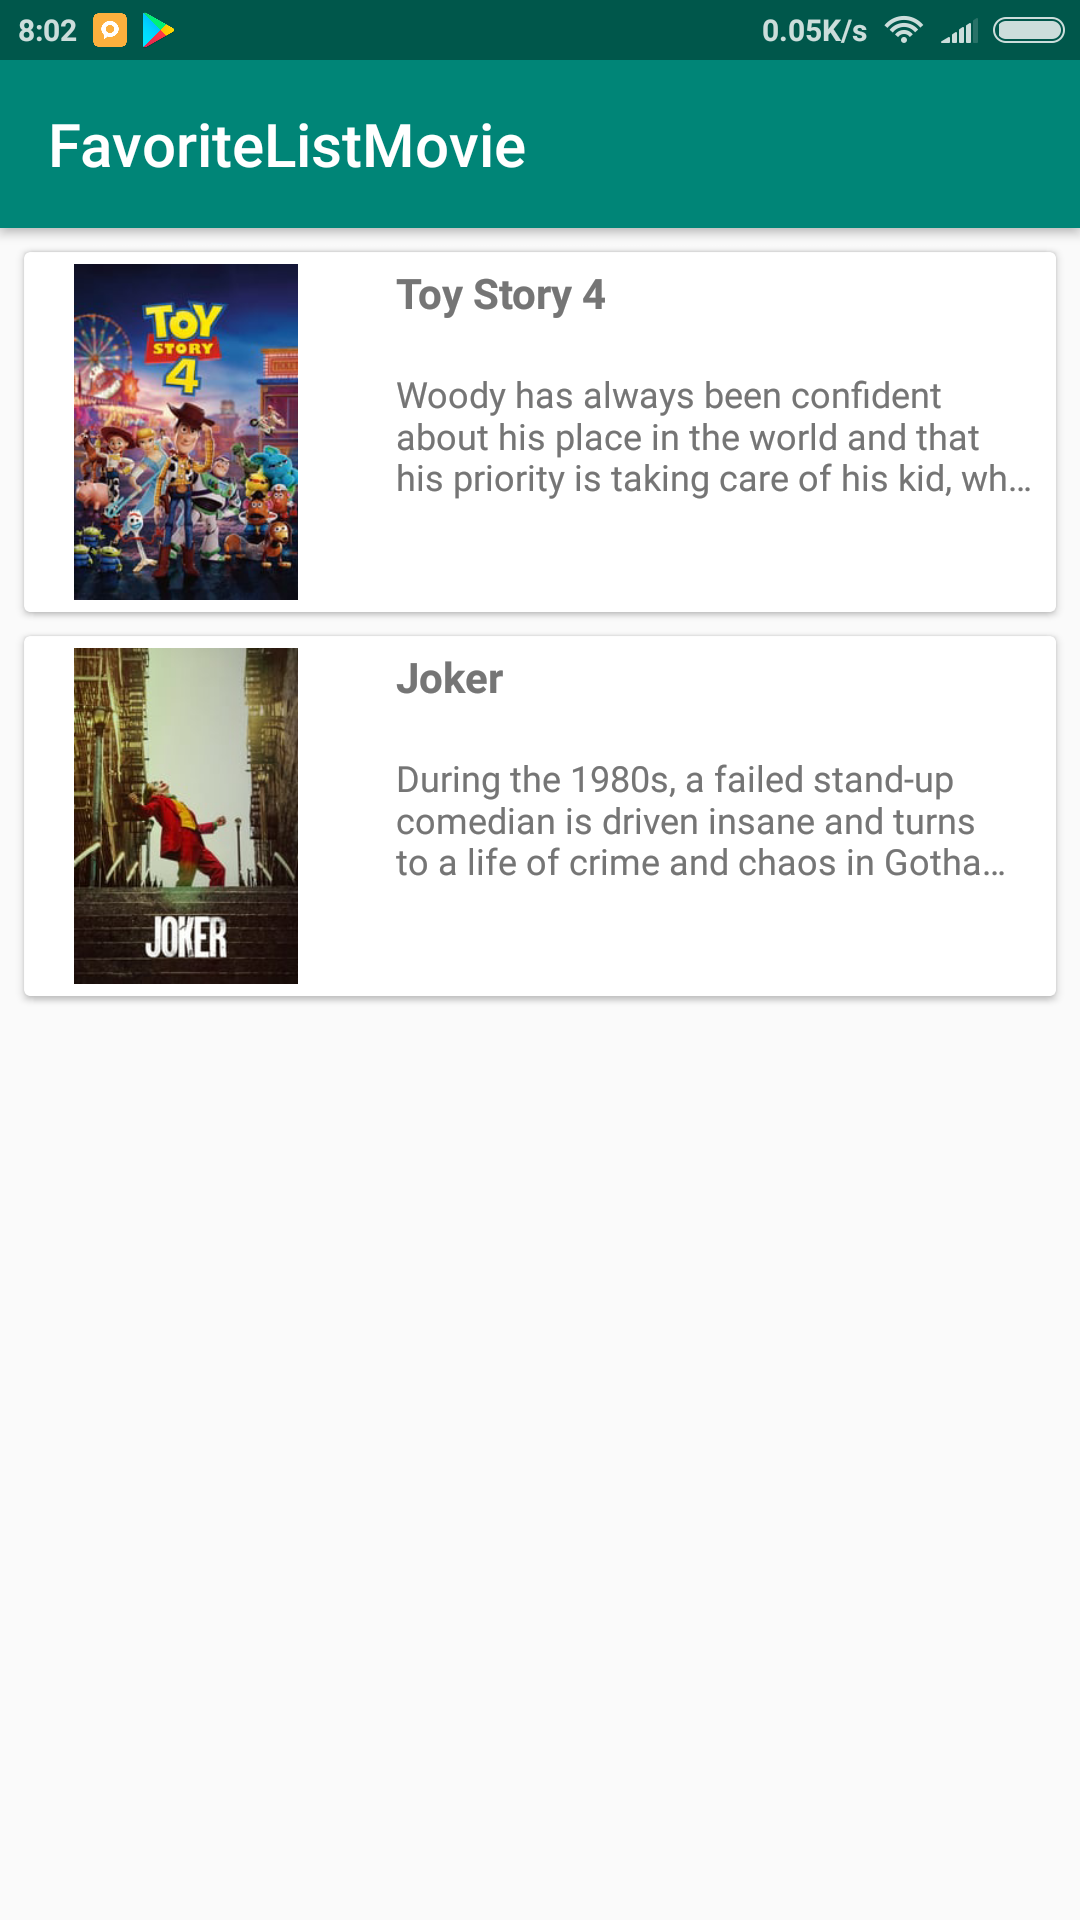 8:02
0.05K/s
FavoriteListMovie
TOY
STORY
4
Toy Story 4
Woody has always been confident
about his place in the world and that
his priority is taking care of his kid, wh…
JOKER
Joker
During the 1980s, a failed stand-up
comedian is driven insane and turns
to a life of crime and chaos in Gotha…